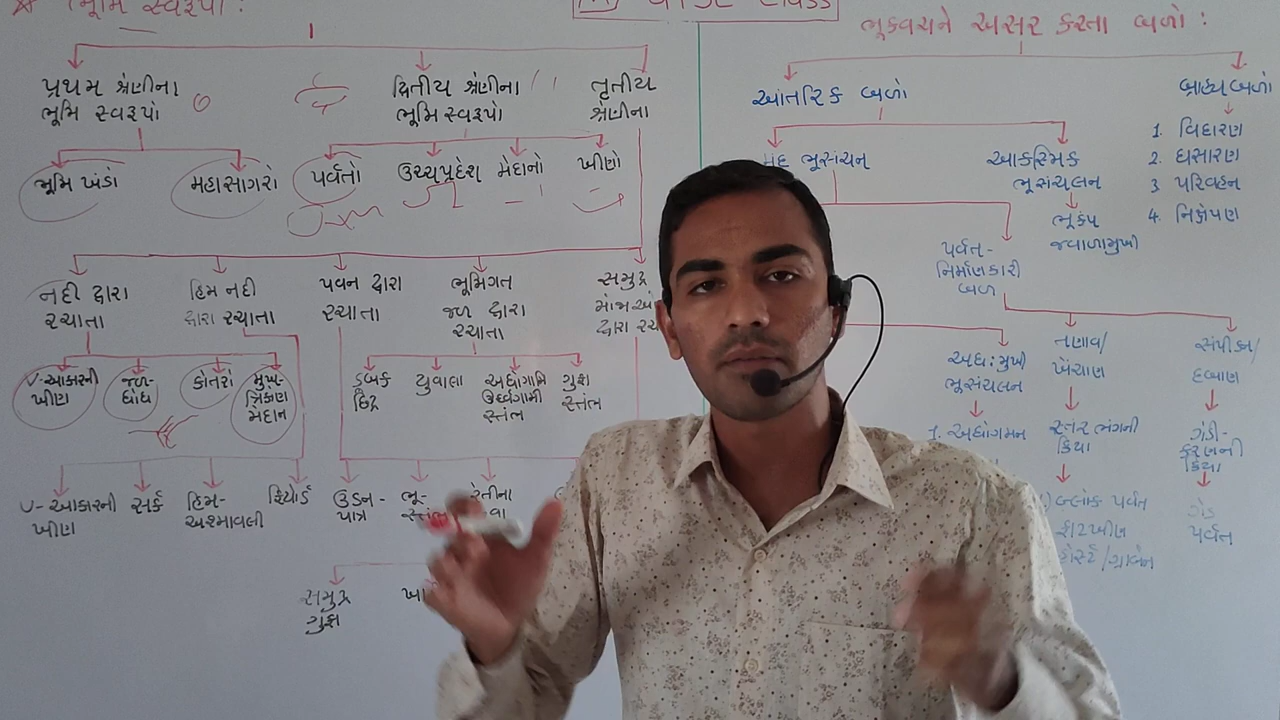 * ભૂમિ સ્વરૂપો :
class
પ્રથમ શ્રેણીના
ભૂમિ સ્વરૂપો
ભૂમિ ખંડો
મહાસાગરો
દ્વિતીય શ્રેણીના
ભૂમિ સ્વરૂપો
પર્વતો
ઉચ્ચપ્રદેશ
મેદાનો
ખીણો
તૃતીય
શ્રેણીના
નદી દ્વારા
રચાતા
હિમ નદી
દ્વારા રચાતા
પવન દ્વારા
રચાતા
ભૂમિગત
જળ દ્વારા
રચાતા
સમુદ્ર
દ્વારા
V-આકારની
ખીણ
જળ-
ધોધ
કોતરો
મુખ-
ત્રિકોણ
મેદાન
U-આકારની
ખીણ
સર્ક
હિમ-
અશ્માવલી
ફિયોર્ડ
ડૂબક
છિદ્ર
યુવાલા
અધોગામિ
ઉર્ધ્વગામી
સ્તંભ
ગુફા
સ્તંભ
ભૂ-
રેતીના
સમુદ્ર
ગુફા
ભૂકવચને અસર કરતા બળો :
આંતરિક બળો
બાહ્ય બળો
1. વિદારણ
2. ઘસારણ
3 પરિવહન
4. નિક્ષેપણ
મંદ ભૂસંચલન
આકસ્મિક
ભૂસંચલન
ભૂકંપ
જ્વાળામુખી
પર્વત-
નિર્માણકારી
બળ
અધ:મુખી
ભૂસંચલન
1. અધોગમન
તણાવ/
ખેંચાણ
સ્તર ભંગની
ક્રિયા
બ્લોક પર્વત
ફાટખીણ
હોર્સ્ટ/ગ્રાબેન
સંપીડન/
દબાણ
ગેડી-
કરણની
ક્રિયા
ગેડ
પર્વત